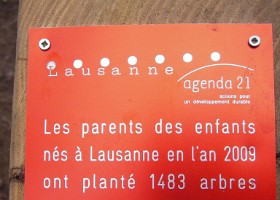 Lausanne
agenda 21
actions pour
un développement durable
Les parents des enfants
nés à Lausanne en l'an 2009
ont planté 1483 arbres